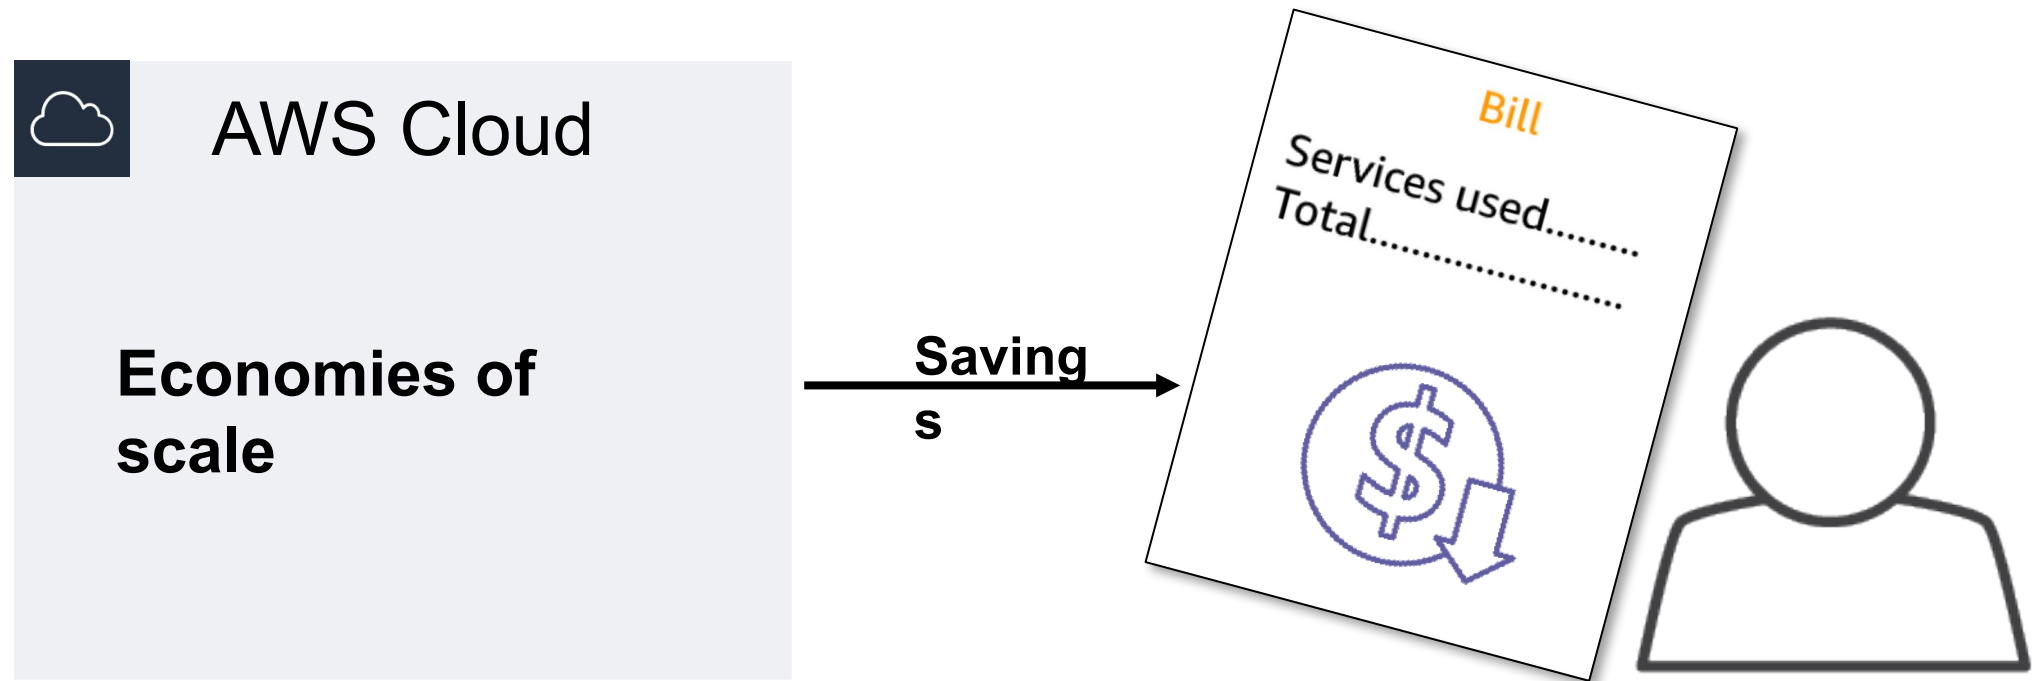 AWS Cloud
Economies of
scale
Saving
s
Bill
Services used.........
Total......................